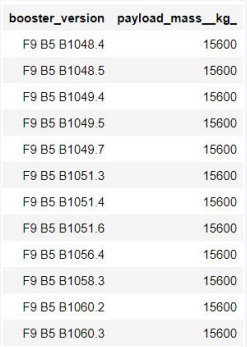 booster_version payload_mass__kg_
F9 B5 B1048.4 15600
F9 B5 B1048.5 15600
F9 B5 B1049.4 15600
F9 B5 B1049.5 15600
F9 B5 B1049.7 15600
F9 B5 B1051.3 15600
F9 B5 B1051.4 15600
F9 B5 B1051.6 15600
F9 B5 B1056.4 15600
F9 B5 B1058.3 15600
F9 B5 B1060.2 15600
F9 B5 B1060.3 15600